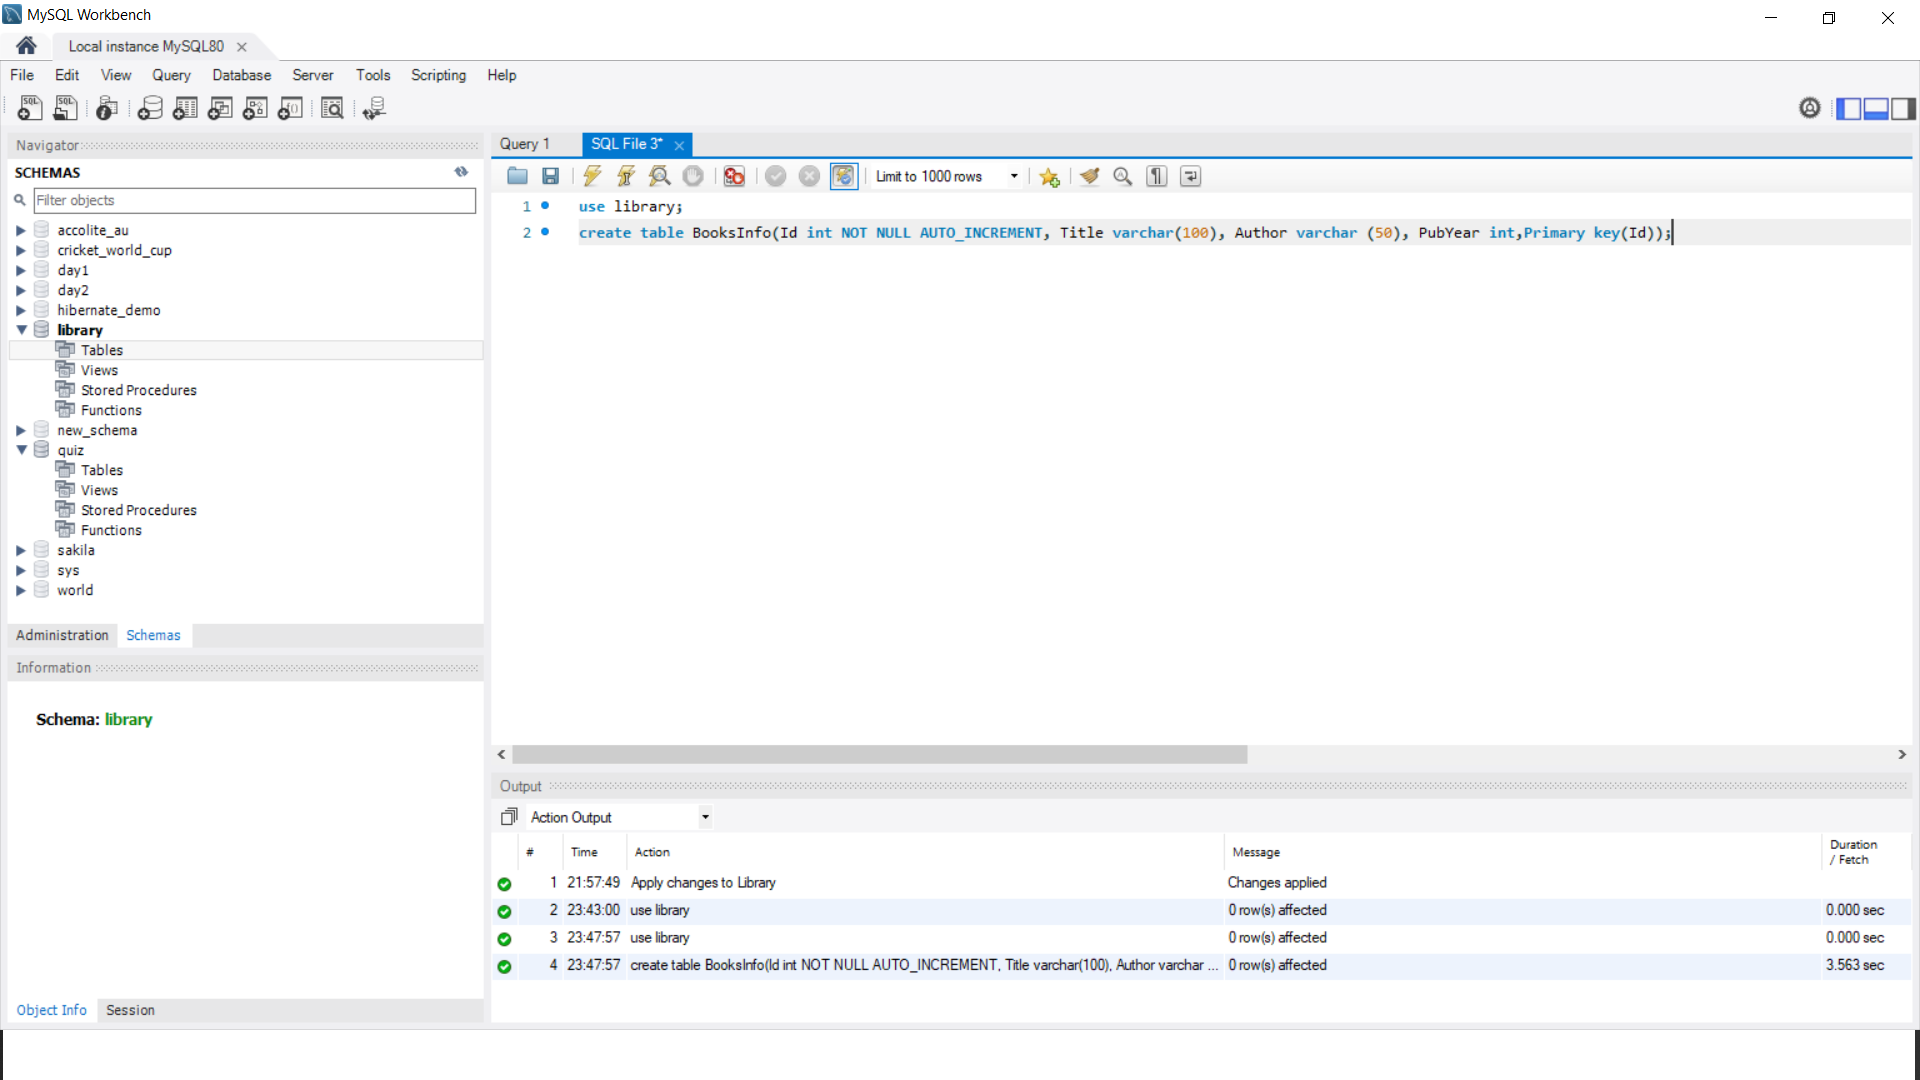 MySQL Workbench
Local instance MySQL80
File Edit View Query Database Server Tools Scripting Help
Navigator
SCHEMAS
Filter objects
accolite_au
cricket_world_cup
day1
day2
hibernate_demo
library
Tables
Views
Stored Procedures
Functions
new_schema
quiz
Tables
Views
Stored Procedures
Functions
sakila
sys
world
Administration Schemas
Information
Schema: library
Object Info Session
Query 1 SQL File 3*
Limit to 1000 rows
1 use library;
2 create table BooksInfo(Id int NOT NULL AUTO_INCREMENT, Title varchar(100), Author varchar (50), PubYear int,Primary key(Id));
Output
Action Output
# Time Action Message Duration / Fetch
1 21:57:49 Apply changes to Library Changes applied
2 23:43:00 use library 0 row(s) affected 0.000 sec
3 23:47:57 use library 0 row(s) affected 0.000 sec
4 23:47:57 create table BooksInfo(Id int NOT NULL AUTO_INCREMENT, Title varchar(100), Author varchar ... 0 row(s) affected 3.563 sec